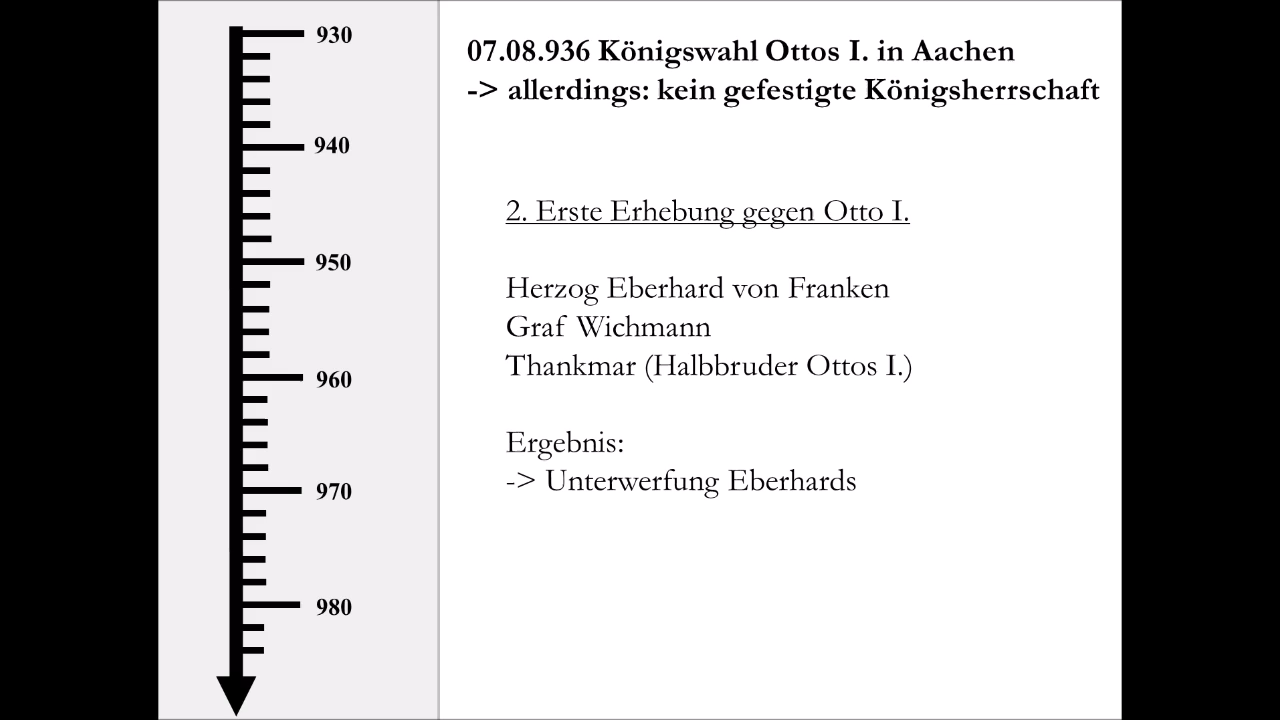 930
940
950
960
970
980
07.08.936 Königswahl Ottos I. in Aachen
-> allerdings: kein gefestigte Königsherrschaft
2. Erste Erhebung gegen Otto I.
Herzog Eberhard von Franken
Graf Wichmann
Thankmar (Halbbruder Ottos I.)
Ergebnis:
-> Unterwerfung Eberhards